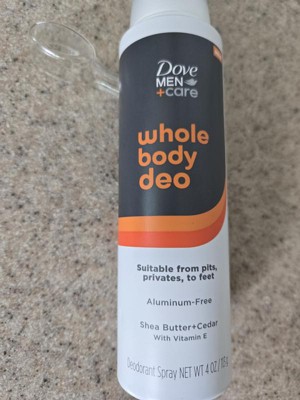 Dove
MEN
+care
whole
body
deo
Suitable from pits,
privates, to feet
Aluminum-Free
Shea Butter+Cedar
With Vitamin E
Deodorant Spray NET WT 4 OZ / 113 g